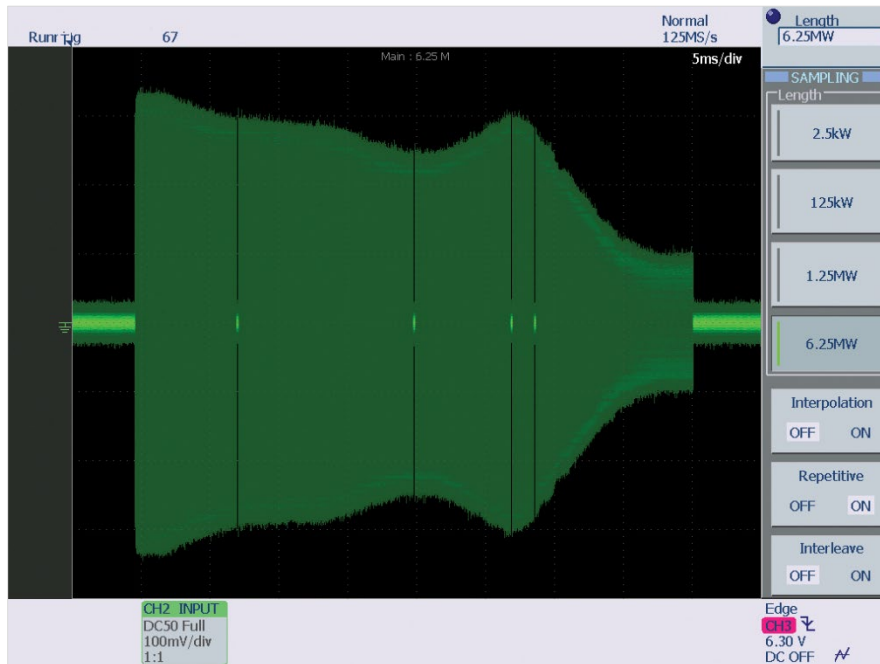 Normal
Length
Running
67
125MS/s
6.25MW
Main : 6.25 M
5ms/div
SAMPLING
Length
2.5kW
125kW
1.25MW
6.25MW
Interpolation
OFF ON
Repetitive
OFF ON
Interleave
OFF ON
CH2 INPUT
DC50 Full
100mV/div
1:1
Edge
CH3
6.30 V
DC OFF